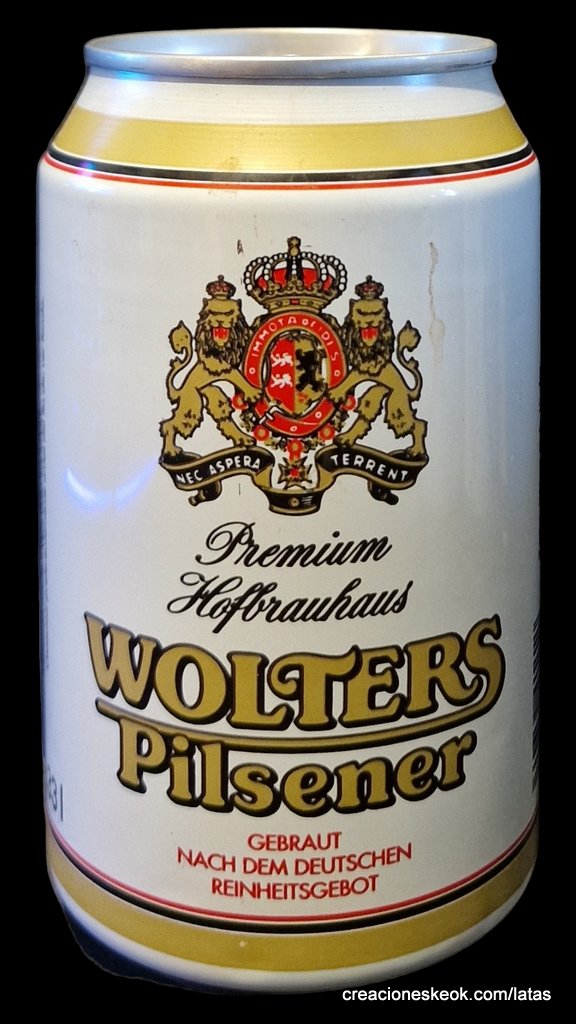 IMMOTA FIDES
NEC ASPERA TERRENT
Premium
Hofbrauhaus
WOLTERS
Pilsener
GEBRAUT
NACH DEM DEUTSCHEN
REINHEITSGEBOT
creacioneskeok.com/latas